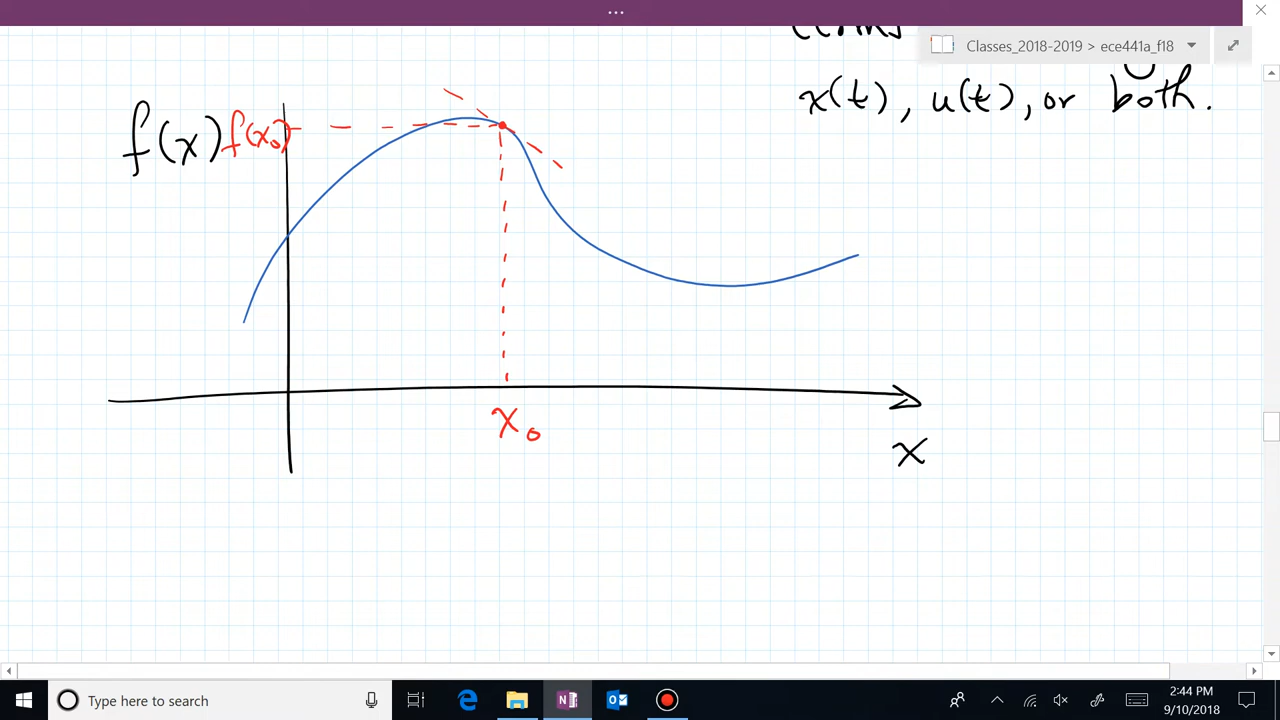 ...
Classes_2018-2019 > ece441a_f18
x(t), u(t), or both.
f(x)
f(x₀)
x₀
x
Type here to search
2:44 PM
9/10/2018